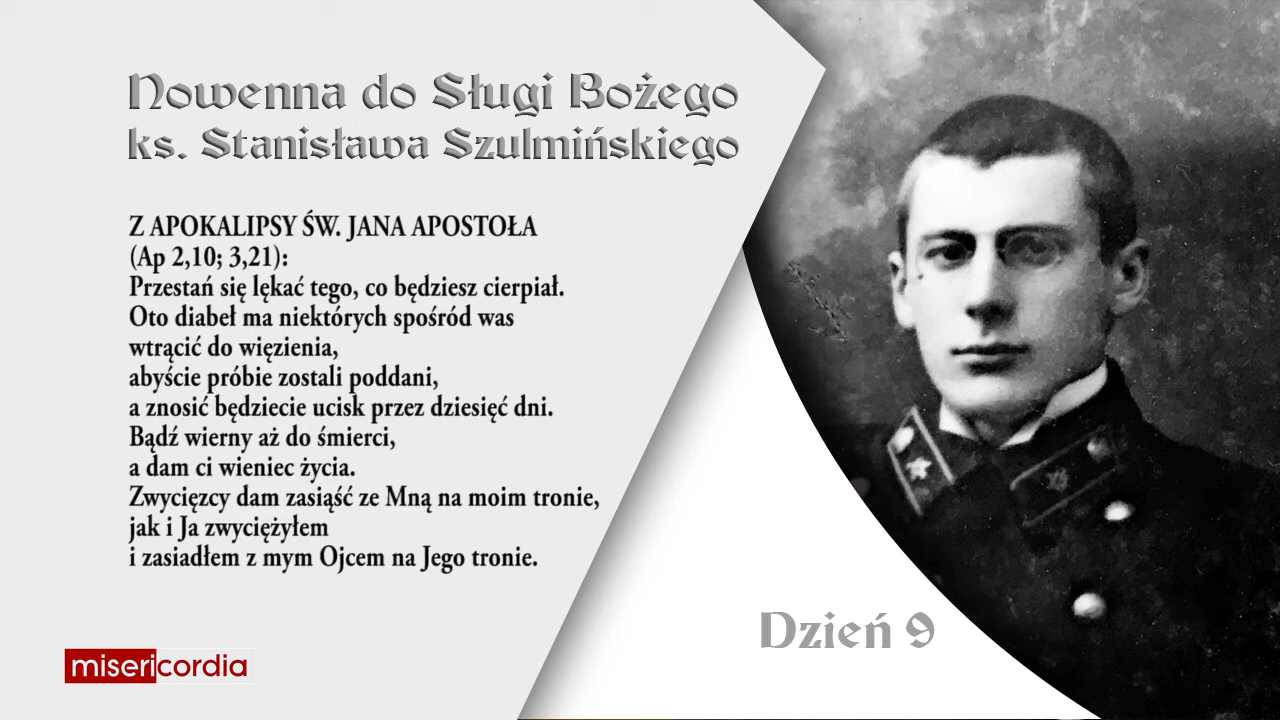 Nowenna do Sługi Bożego
ks. Stanisława Szulmińskiego
Z APOKALIPSY ŚW. JANA APOSTOŁA
(Ap 2,10; 3,21):
Przestań się lękać tego, co będziesz cierpiał.
Oto diabeł ma niektórych spośród was
wtrącić do więzienia,
abyście próbie zostali poddani,
a znosić będziecie ucisk przez dziesięć dni.
Bądź wierny aż do śmierci,
a dam ci wieniec życia.
Zwycięzcy dam zasiąść ze Mną na moim tronie,
jak i Ja zwyciężyłem
i zasiadłem z mym Ojcem na Jego tronie.
Dzień 9
misericordia